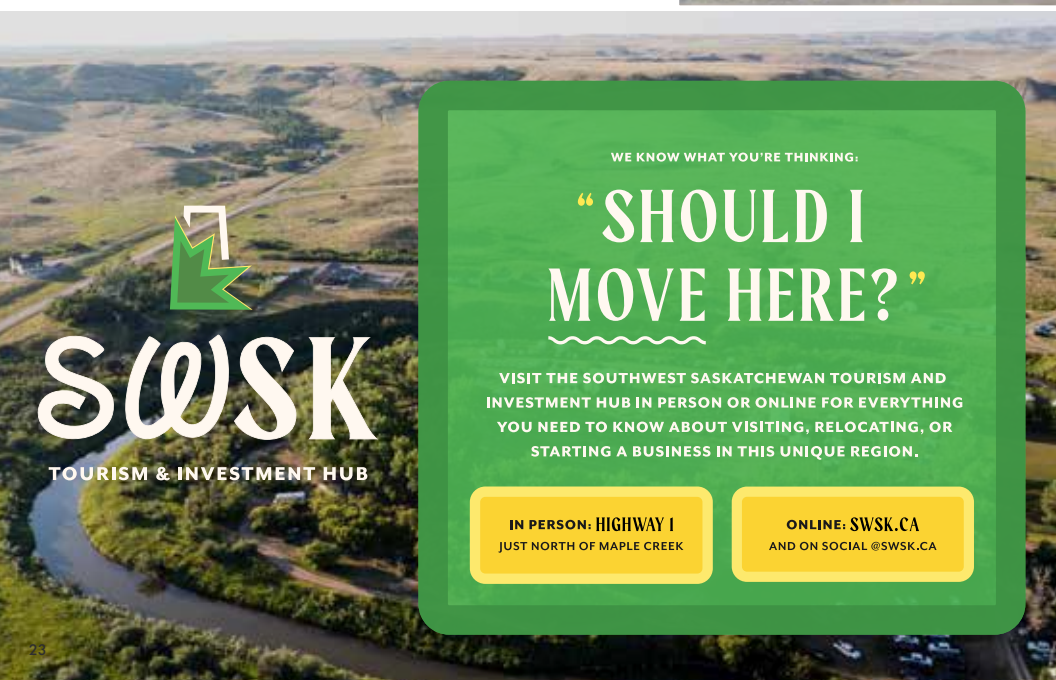 SWSK
TOURISM & INVESTMENT HUB
WE KNOW WHAT YOU'RE THINKING:
“SHOULD I
MOVE HERE?”
VISIT THE SOUTHWEST SASKATCHEWAN TOURISM AND
INVESTMENT HUB IN PERSON OR ONLINE FOR EVERYTHING
YOU NEED TO KNOW ABOUT VISITING, RELOCATING, OR
STARTING A BUSINESS IN THIS UNIQUE REGION.
IN PERSON: HIGHWAY 1
JUST NORTH OF MAPLE CREEK
ONLINE: SWSK.CA
AND ON SOCIAL @SWSK.CA
23